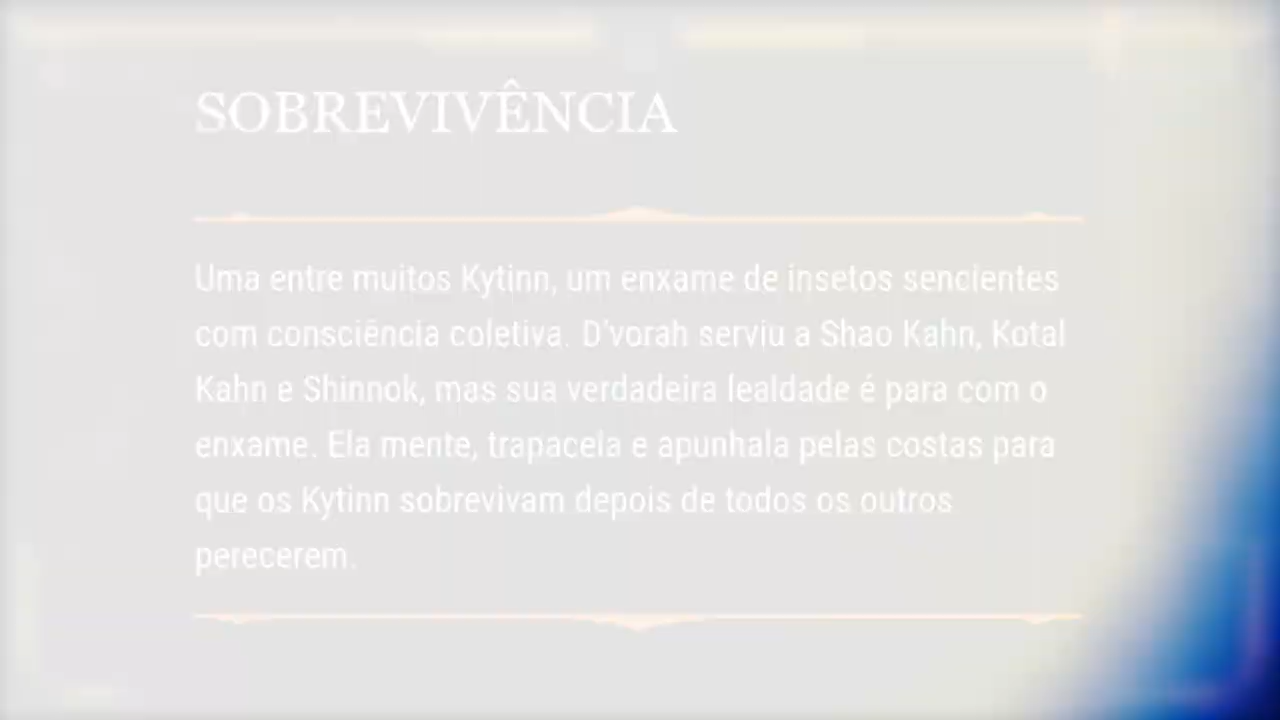 SOBREVIVÊNCIA
Uma entre muitos Kytinn, um enxame de insetos sencientes
com consciência coletiva. D'vorah serviu a Shao Kahn, Kotal
Kahn e Shinnok, mas sua verdadeira lealdade é para com o
enxame. Ela mente, trapaceia e apunhala pelas costas para
que os Kytinn sobrevivam depois de todos os outros
perecerem.